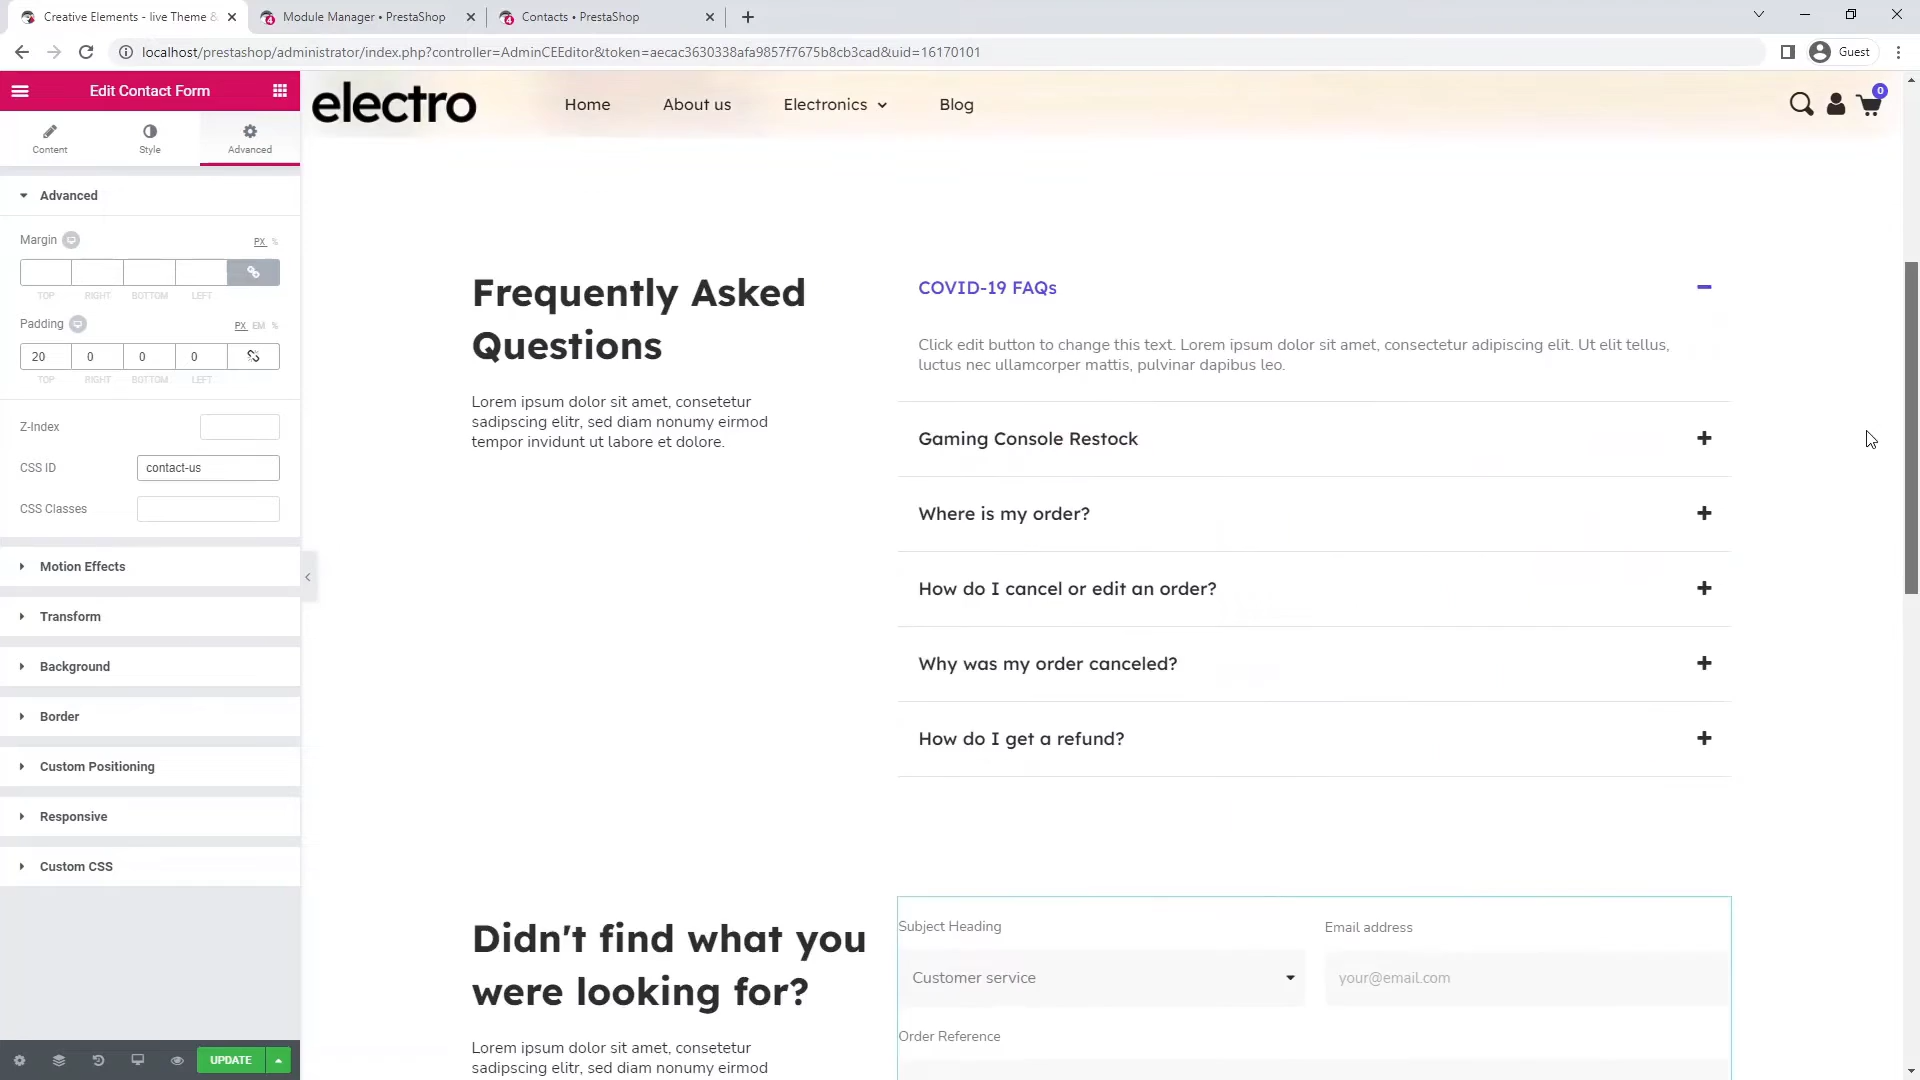 Creative Elements - live Theme &
Module Manager • PrestaShop
Contacts • PrestaShop
localhost/prestashop/administrator/index.php?controller=AdminCEEditor&token=aecac3630338afa9857f7675b8cb3cad&uid=16170101
Guest
Edit Contact Form
Content
Style
Advanced
Advanced
Margin
PX %
TOP RIGHT BOTTOM LEFT
Padding
PX EM %
20 0 0 0
TOP RIGHT BOTTOM LEFT
Z-Index
CSS ID
contact-us
CSS Classes
Motion Effects
Transform
Background
Border
Custom Positioning
Responsive
Custom CSS
UPDATE
electro
Home
About us
Electronics
Blog
0
Frequently Asked
Questions
Lorem ipsum dolor sit amet, consetetur
sadipscing elitr, sed diam nonumy eirmod
tempor invidunt ut labore et dolore.
COVID-19 FAQs
Click edit button to change this text. Lorem ipsum dolor sit amet, consectetur adipiscing elit. Ut elit tellus,
luctus nec ullamcorper mattis, pulvinar dapibus leo.
Gaming Console Restock
Where is my order?
How do I cancel or edit an order?
Why was my order canceled?
How do I get a refund?
Didn't find what you
were looking for?
Lorem ipsum dolor sit amet, consetetur
sadipscing elitr, sed diam nonumy eirmod
Subject Heading
Customer service
Email address
your@email.com
Order Reference